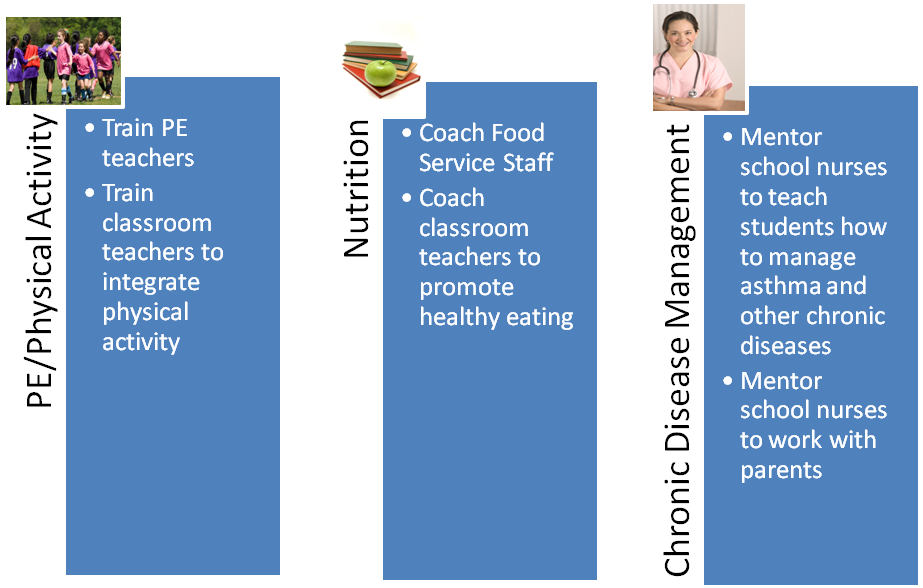 PE/Physical Activity
• Train PE
teachers
• Train
classroom
teachers to
integrate
physical
activity
Nutrition
• Coach Food
Service Staff
• Coach
classroom
teachers to
promote
healthy eating
Chronic Disease Management
• Mentor
school nurses
to teach
students how
to manage
asthma and
other chronic
diseases
• Mentor
school nurses
to work with
parents